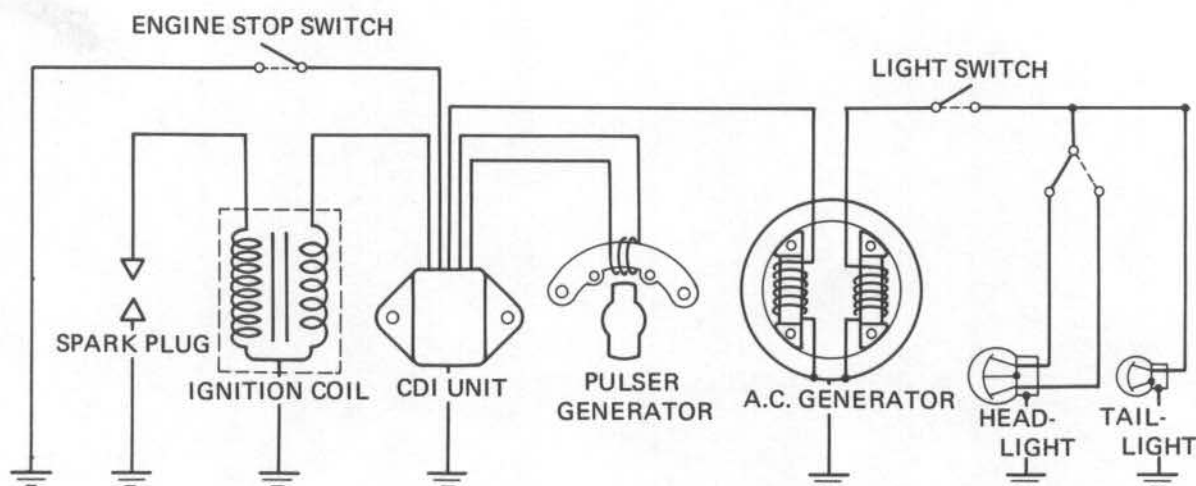 ENGINE STOP SWITCH
LIGHT SWITCH
SPARK PLUG
IGNITION COIL
CDI UNIT
PULSER
GENERATOR
A.C. GENERATOR
HEAD-
LIGHT
TAIL-
LIGHT